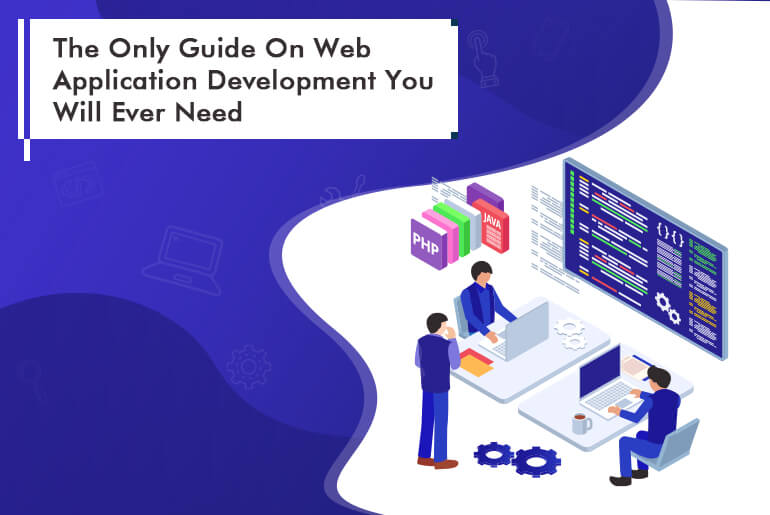 The Only Guide On Web
Application Development You
Will Ever Need
JAVA
PHP